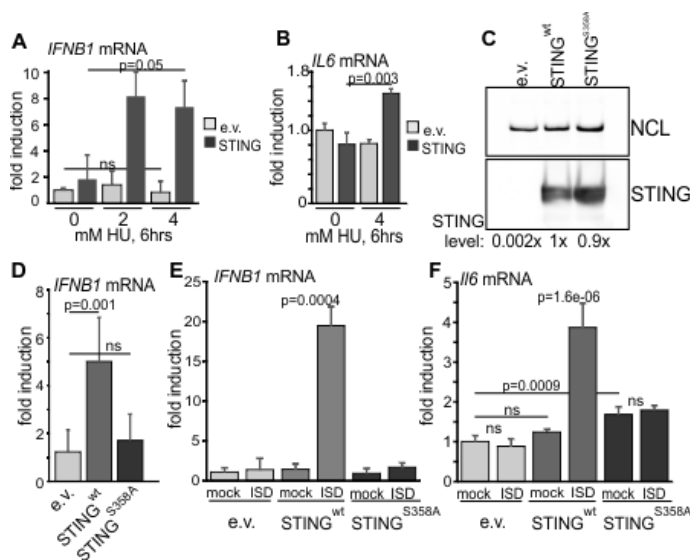 A
IFNB1 mRNA
p=0.05
fold induction
10
8
6
4
2
0
ns
e.v.
STING
0 2 4
mM HU, 6hrs
B
IL6 mRNA
p=0.003
fold induction
1.8
1.0
0.0
e.v.
STING
0 4
mM HU, 6hrs
C
e.v.
STINGwt
STINGS358A
NCL
STING
STING
level: 0.002x 1x 0.9x
D
IFNB1 mRNA
p=0.001
ns
fold induction
8
6
4
2
0
e.v.
STINGwt
STINGS358A
E
IFNB1 mRNA
p=0.0004
fold induction
25
20
15
10
5
0
mock ISD mock ISD mock ISD
e.v. STINGwt STINGS358A
F
Il6 mRNA
p=1.6e-06
p=0.0009
ns
ns
ns
fold induction
6
5
4
3
2
1
0
mock ISD mock ISD mock ISD
e.v. STINGwt STINGS358A